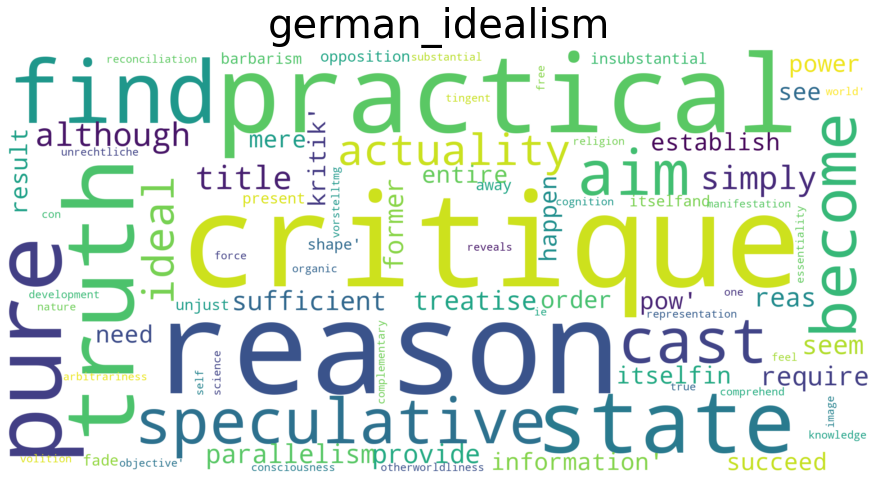 german_idealism
reconciliation
barbarism
opposition
substantial
insubstantial
power
find
practical
tingent
free
see
world'
although
unrechtliche
mere
kritik'
actuality
religion
establish
become
result
title
ideal
present
vorstelltmg
former
entire
away
happen
aim
cognition
simply
itselfand
manifestation
essentiality
con
truth
critique
shape'
force
organic
reveals
pure
development
nature
unjust
sufficient
treatise
order
ie
pow'
one
representation
reas
need
reason
cast
seem
feel
arbitrariness
self
science
complementary
itselfin
true
require
comprehend
image
speculative
state
knowledge
volition
fade
objective'
parallelism
consciousness
provide
otherworldliness
information'
succeed